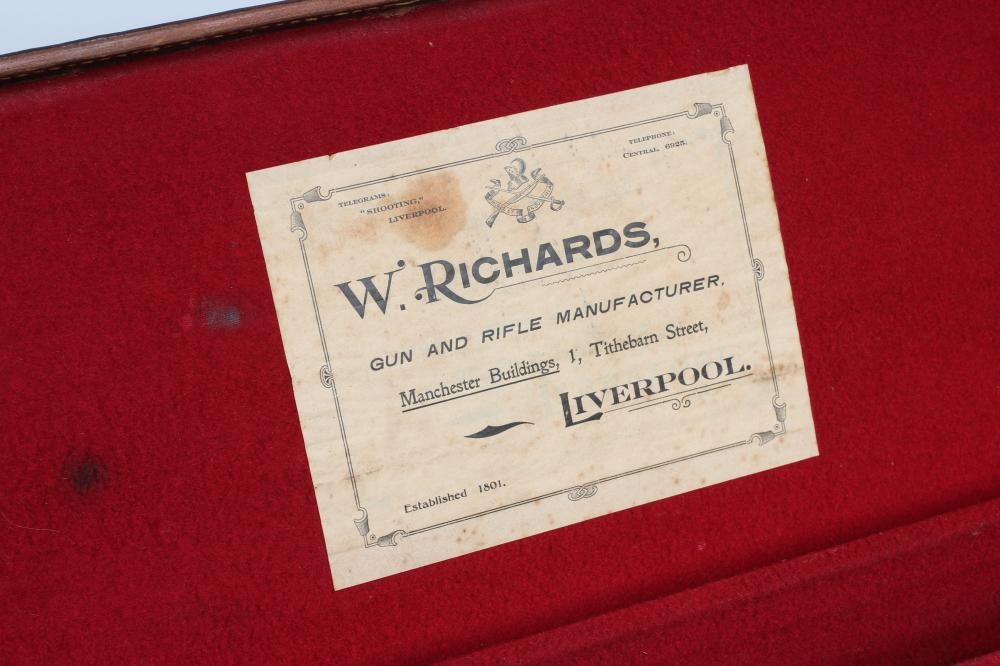 TELEGRAMS:
"SHOOTING,"
LIVERPOOL.
TELEPHONE:
CENTRAL, 6925.
W. RICHARDS,
GUN AND RIFLE MANUFACTURER.
Manchester Buildings, 1, Tithebarn Street,
LIVERPOOL.
Established 1801.